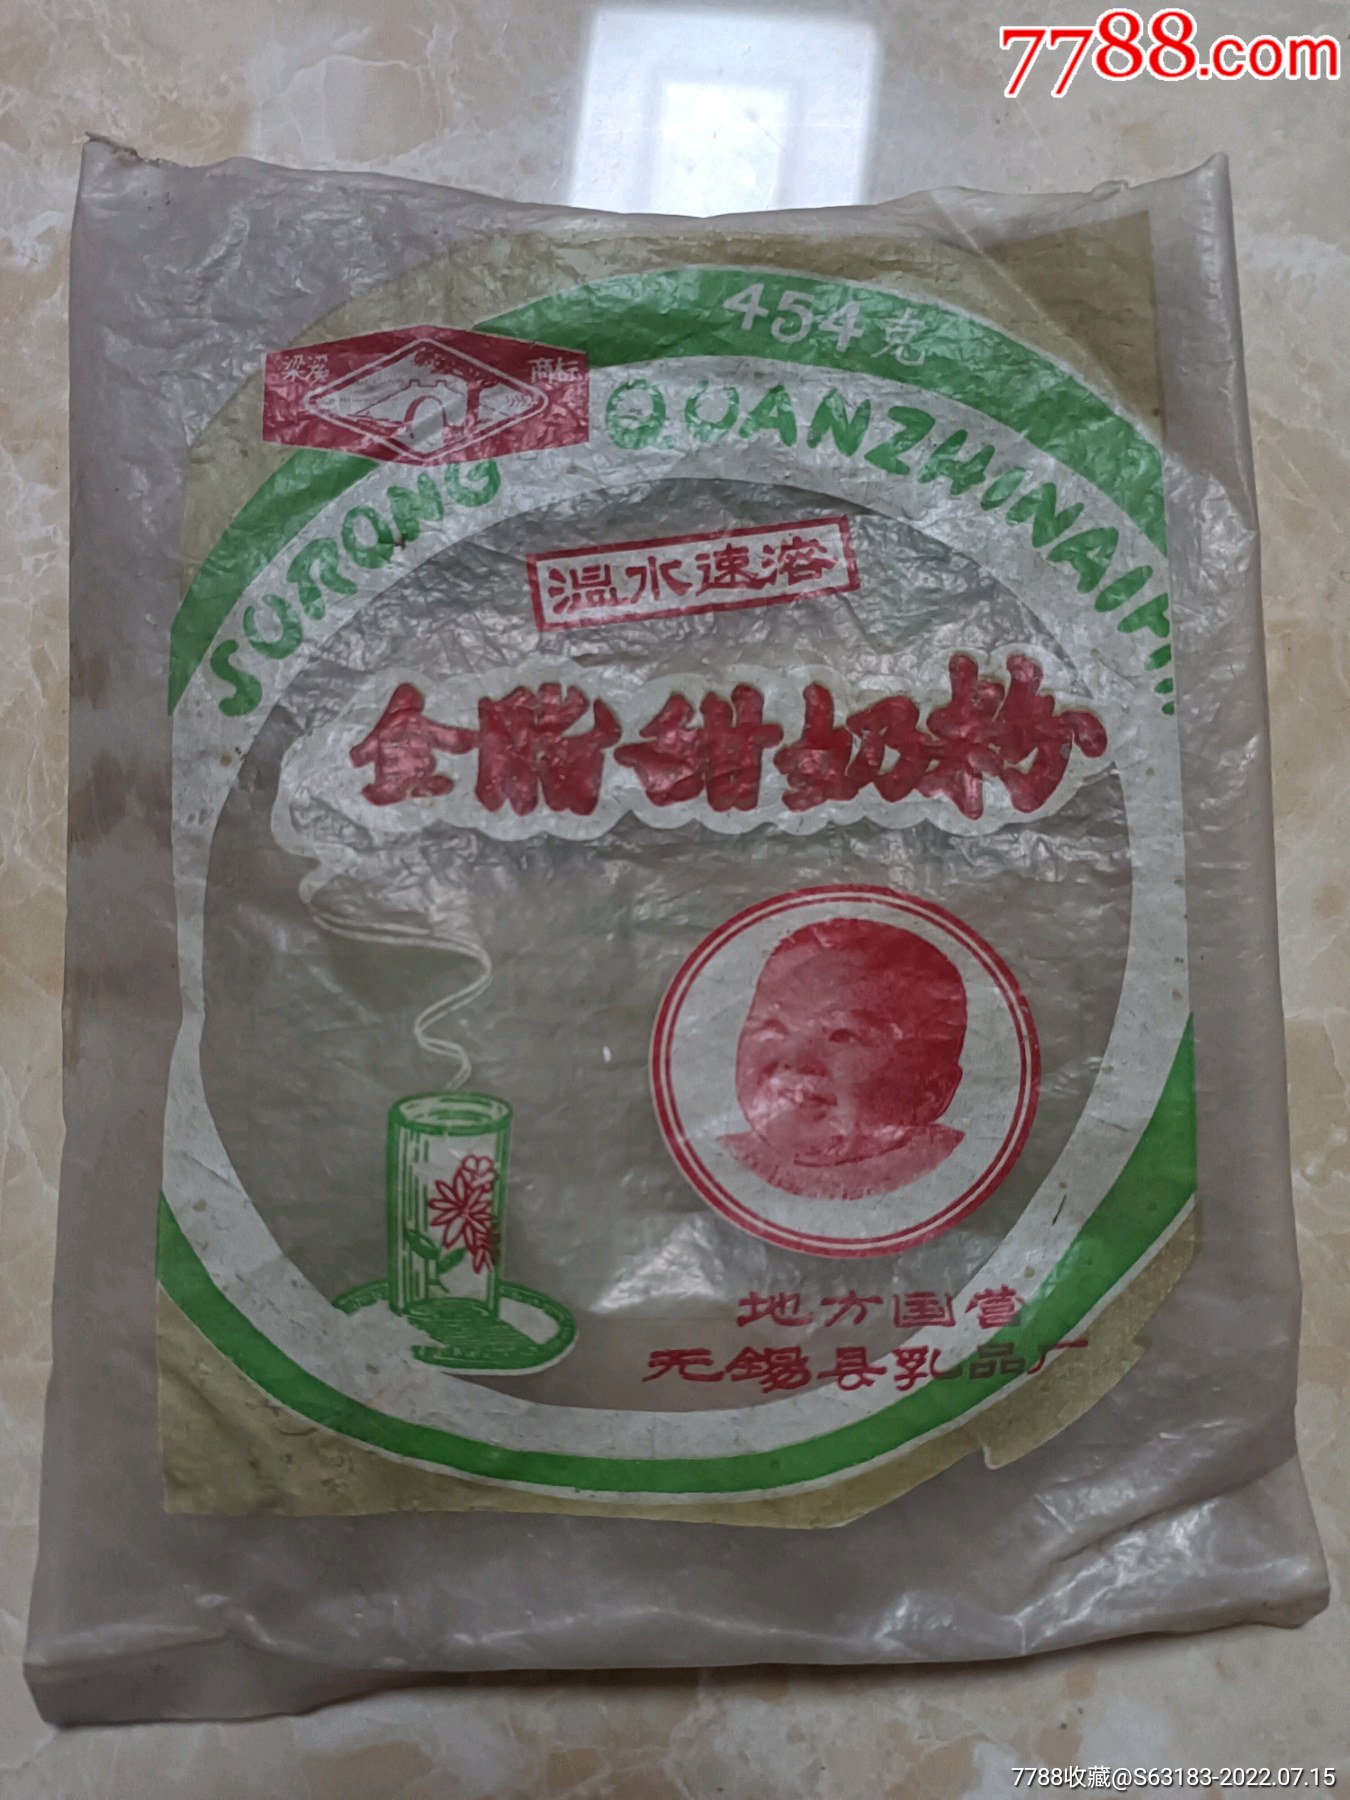 7788.com
454克
梁溪 商标
SORONG QUANZHINAIF
温水速溶
全脂甜奶粉
地方国营
无锡县乳品厂
7788收藏@S63183-2022.07.15